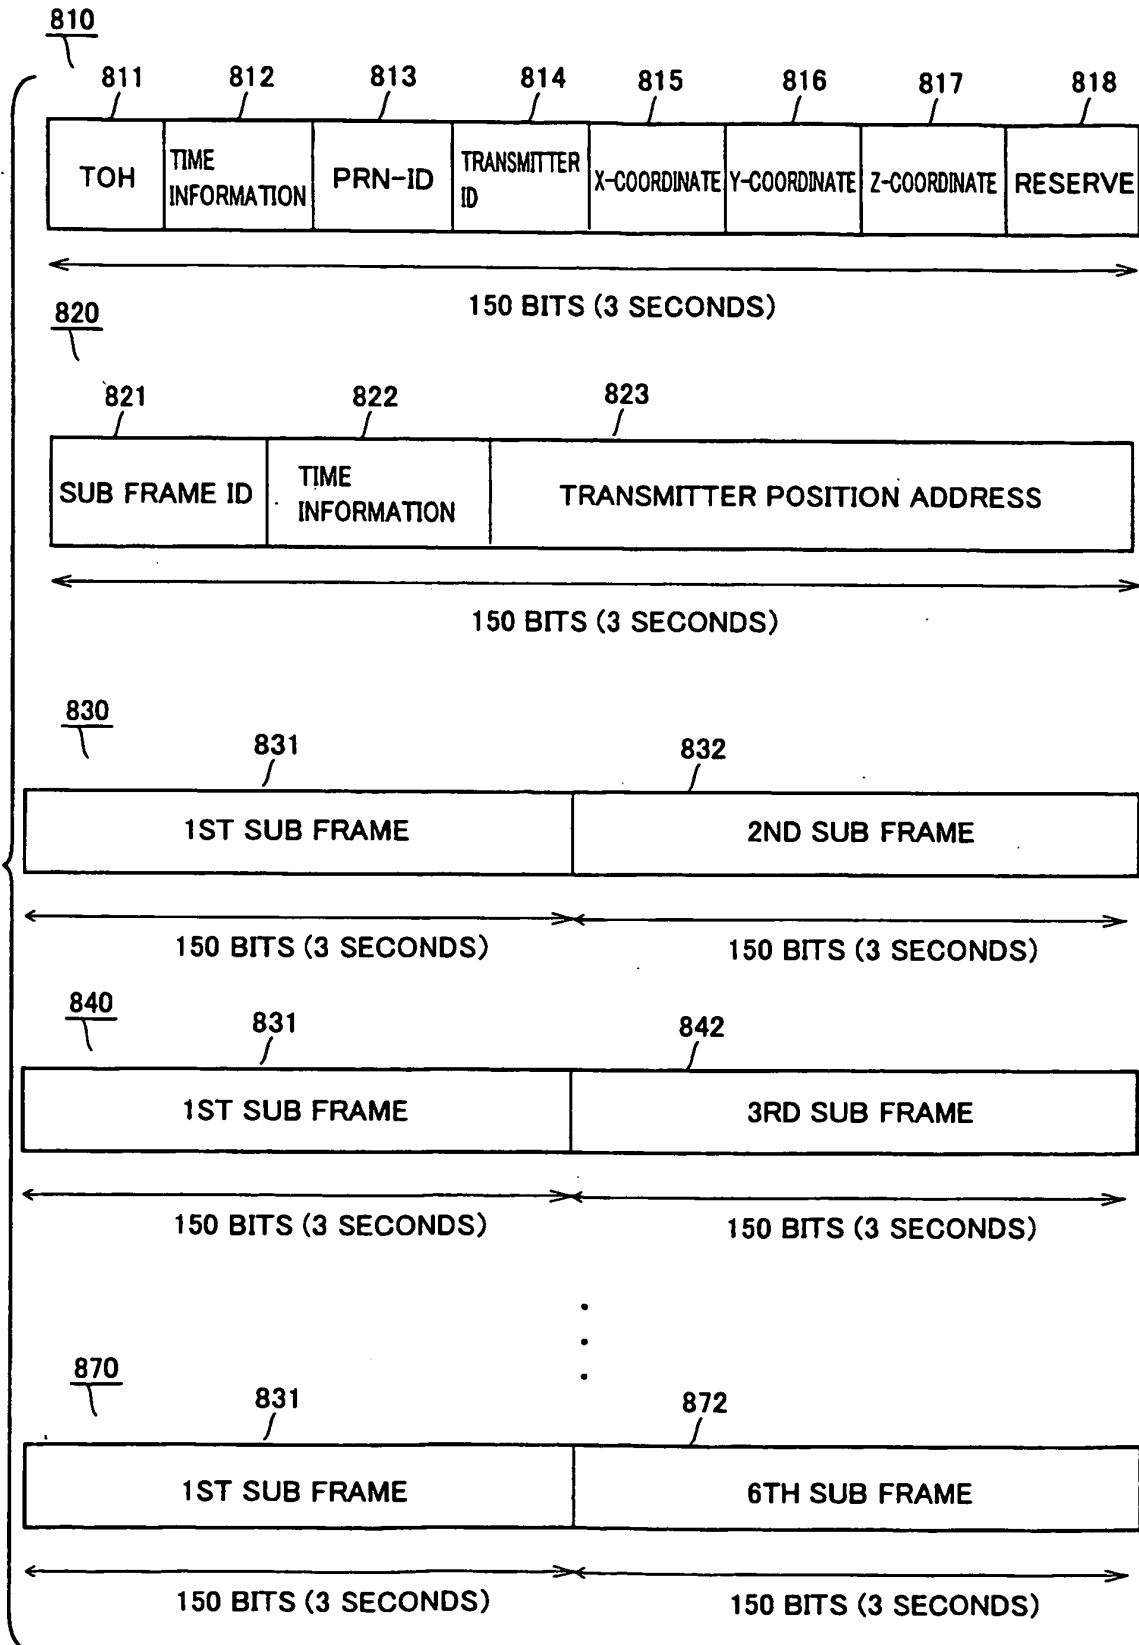 810
811 812 813 814 815 816 817 818
TOH
TIME
INFORMATION
PRN-ID
TRANSMITTER
ID
X-COORDINATE
Y-COORDINATE
Z-COORDINATE
RESERVE
150 BITS (3 SECONDS)
820
821 822 823
SUB FRAME ID
TIME
INFORMATION
TRANSMITTER POSITION ADDRESS
150 BITS (3 SECONDS)
830
831 832
1ST SUB FRAME 2ND SUB FRAME
150 BITS (3 SECONDS) 150 BITS (3 SECONDS)
840
831 842
1ST SUB FRAME 3RD SUB FRAME
150 BITS (3 SECONDS) 150 BITS (3 SECONDS)
870
831 872
1ST SUB FRAME 6TH SUB FRAME
150 BITS (3 SECONDS) 150 BITS (3 SECONDS)